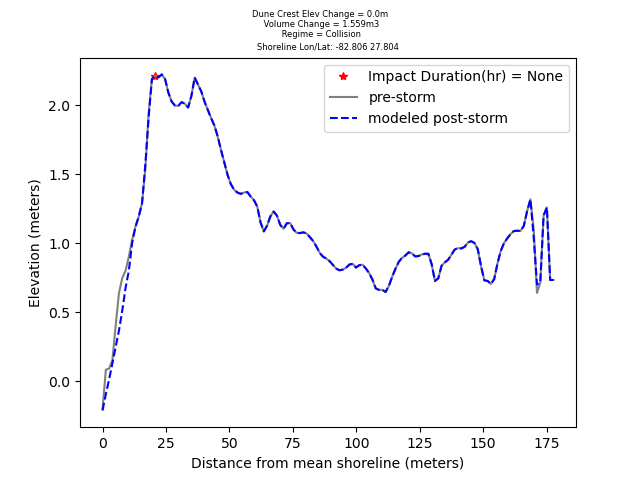 Dune Crest Elev Change = 0.0m
Volume Change = 1.559m3
Regime = Collision
Shoreline Lon/Lat: -82.806 27.804
Impact Duration(hr) = None
pre-storm
modeled post-storm
Elevation (meters)
2.0
1.5
1.0
0.5
0.0
0 25 50 75 100 125 150 175
Distance from mean shoreline (meters)